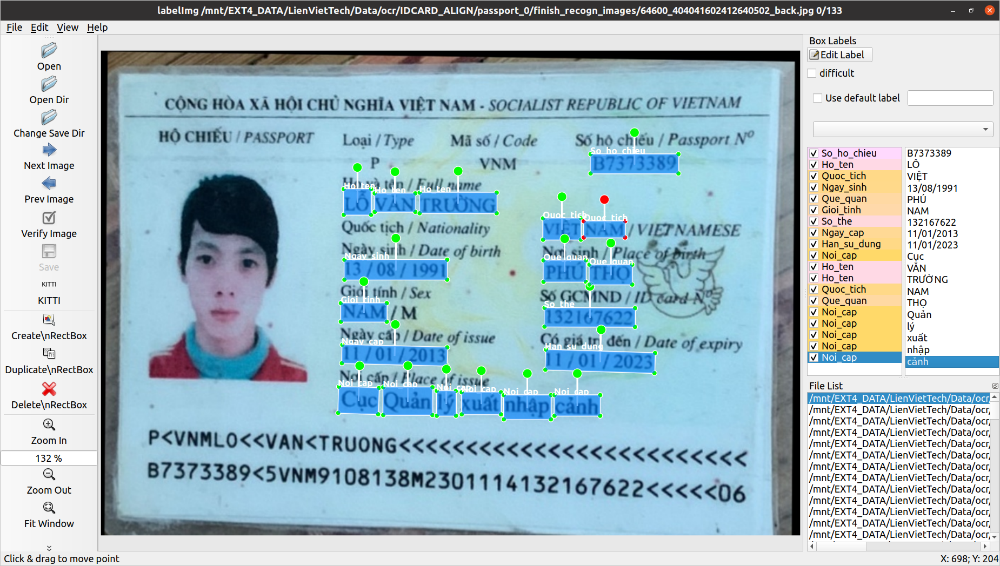 labelImg /mnt/EXT4_DATA/LienVietTech/Data/ocr/IDCARD_ALIGN/passport_0/finish_recogn_images/64600_404041602412640502_back.jpg 0/133
File Edit View Help
Open
Open Dir
Change Save Dir
Next Image
Prev Image
Verify Image
Save
KITTI
KITTI
Create\nRectBox
Duplicate\nRectBox
Delete\nRectBox
Zoom In
132 %
Zoom Out
Fit Window
CỘNG HÒA XÃ HỘI CHỦ NGHĨA VIỆT NAM - SOCIALIST REPUBLIC OF VIETNAM
HỘ CHIẾU / PASSPORT Loại / Type Mã số / Code Số hộ chiếu / Passport Nº
So_ho_chieu
P VNM B7373389
Họ và tên / Full name
Ho_ten Ho_ten Ho_ten
LÔ VĂN TRƯỜNG
Quoc_tich Quoc_tich
Quốc tịch / Nationality VIỆT NAM / VIETNAMESE
Ngày sinh / Date of birth Nơi sinh / Place of birth
Ngay_sinh Que_quan Que_quan
13 / 08 / 1991 PHÚ THỌ
Giới tính / Sex Số GCMND / ID card Nº
Gioi_tinh So_the
NAM / M 132167622
Ngày cấp / Date of issue Có giá trị đến / Date of expiry
Ngay_cap Han_su_dung
11 / 01 / 2013 11 / 01 / 2023
Nơi cấp / Place of issue
Noi_cap Noi_cap Noi_cap Noi_cap Noi_cap Noi_cap
Cục Quản lý xuất nhập cảnh
P<VNMLO<<VAN<TRUONG<<<<<<<<<<<<<<<<<<<<<<<<<
B7373389<5VNM9108138M2301114132167622<<<<<06
Box Labels
Edit Label
difficult
Use default label
So_ho_chieu B7373389
Ho_ten LÔ
Quoc_tich VIỆT
Ngay_sinh 13/08/1991
Que_quan PHÚ
Gioi_tinh NAM
So_the 132167622
Ngay_cap 11/01/2013
Han_su_dung 11/01/2023
Noi_cap Cục
Ho_ten VĂN
Ho_ten TRƯỜNG
Quoc_tich NAM
Que_quan THỌ
Noi_cap Quản
Noi_cap lý
Noi_cap xuất
Noi_cap nhập
Noi_cap cảnh
File List
/mnt/EXT4_DATA/LienVietTech/Data/ocr/
/mnt/EXT4_DATA/LienVietTech/Data/ocr/
/mnt/EXT4_DATA/LienVietTech/Data/ocr/
/mnt/EXT4_DATA/LienVietTech/Data/ocr/
/mnt/EXT4_DATA/LienVietTech/Data/ocr/
/mnt/EXT4_DATA/LienVietTech/Data/ocr/
/mnt/EXT4_DATA/LienVietTech/Data/ocr/
/mnt/EXT4_DATA/LienVietTech/Data/ocr/
/mnt/EXT4_DATA/LienVietTech/Data/ocr/
/mnt/EXT4_DATA/LienVietTech/Data/ocr/
/mnt/EXT4_DATA/LienVietTech/Data/ocr/
/mnt/EXT4_DATA/LienVietTech/Data/ocr/
/mnt/EXT4_DATA/LienVietTech/Data/ocr/
Click & drag to move point X: 698; Y: 204